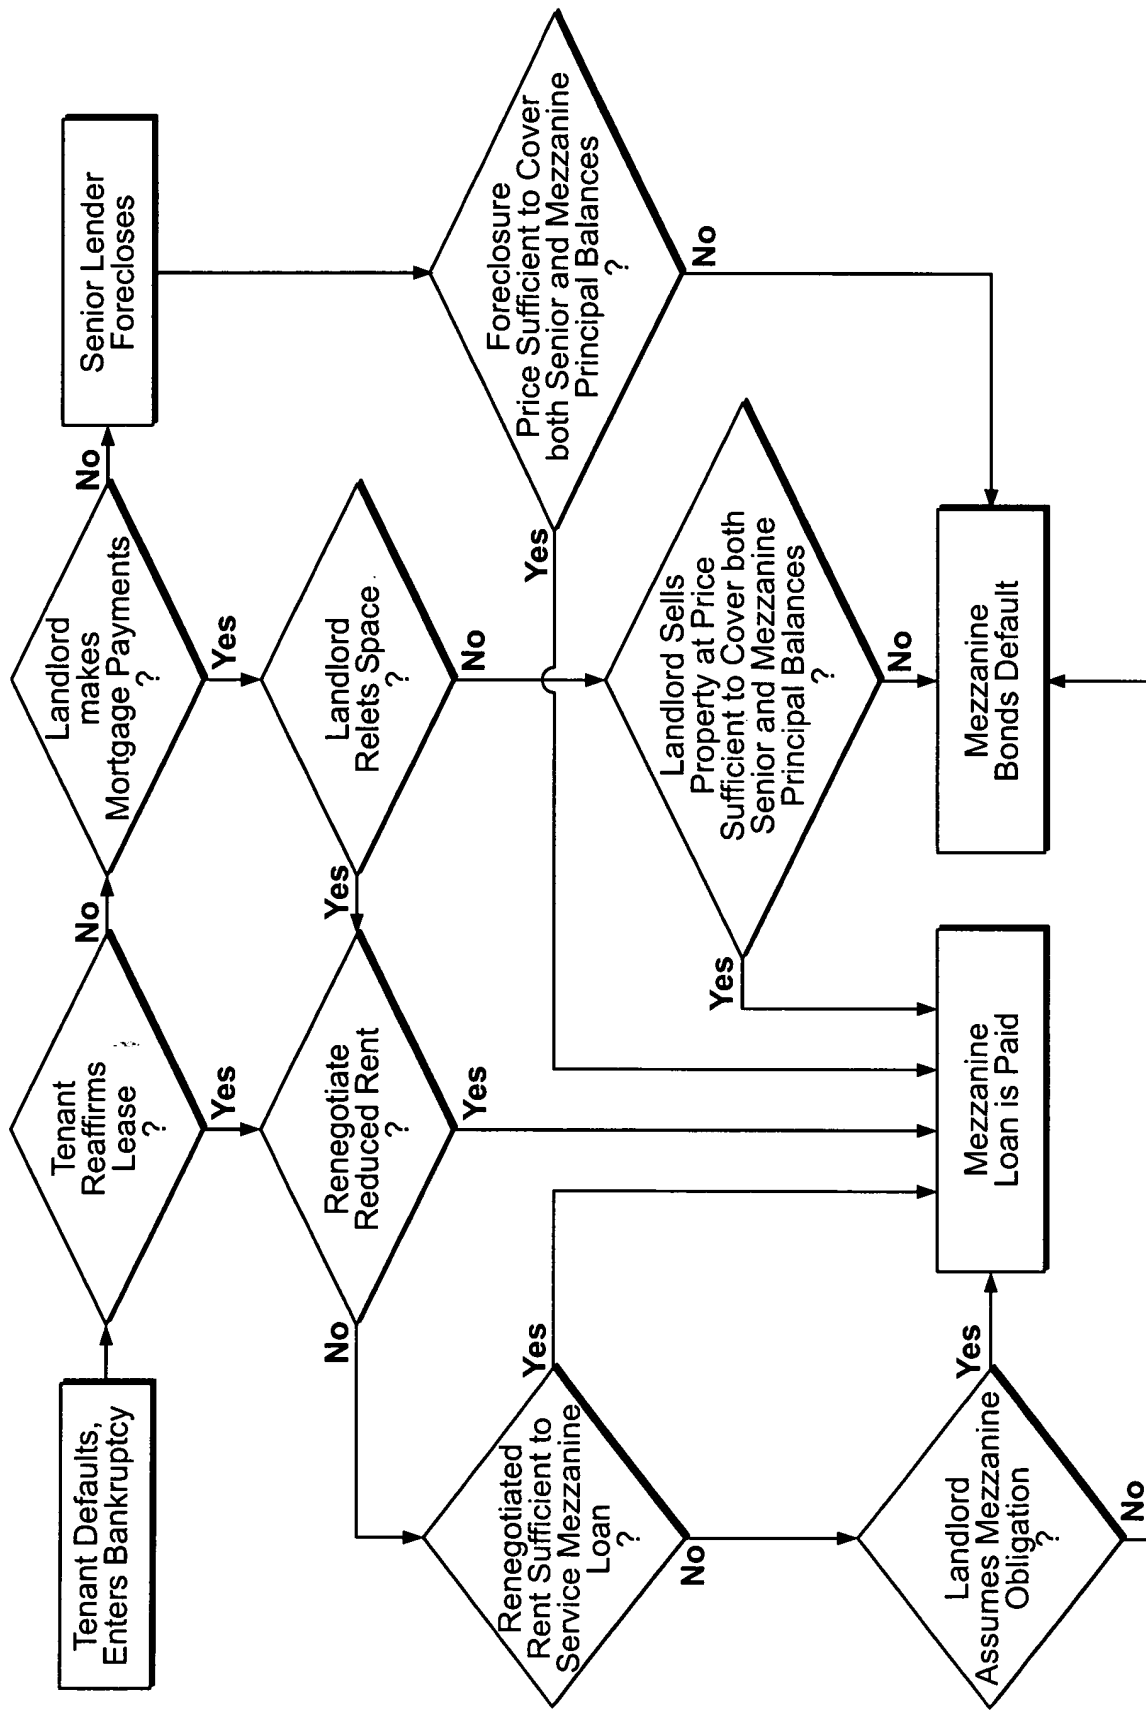 Tenant Defaults,
Enters Bankruptcy
Tenant
Reaffirms
Lease
?
No
Yes
Landlord
makes
Mortgage Payments
?
No
Yes
Senior Lender
Forecloses
Renegotiate
Reduced Rent
?
No
Yes
Landlord
Relets Space
?
Yes
No
Renegotiated
Rent Sufficient to
Service Mezzanine
Loan
?
Yes
No
Foreclosure
Price Sufficient to Cover
both Senior and Mezzanine
Principal Balances
?
Yes
No
Landlord Sells
Property at Price
Sufficient to Cover both
Senior and Mezzanine
Principal Balances
?
Yes
No
Landlord
Assumes Mezzanine
Obligation
?
Yes
No
Mezzanine
Loan is Paid
Mezzanine
Bonds Default